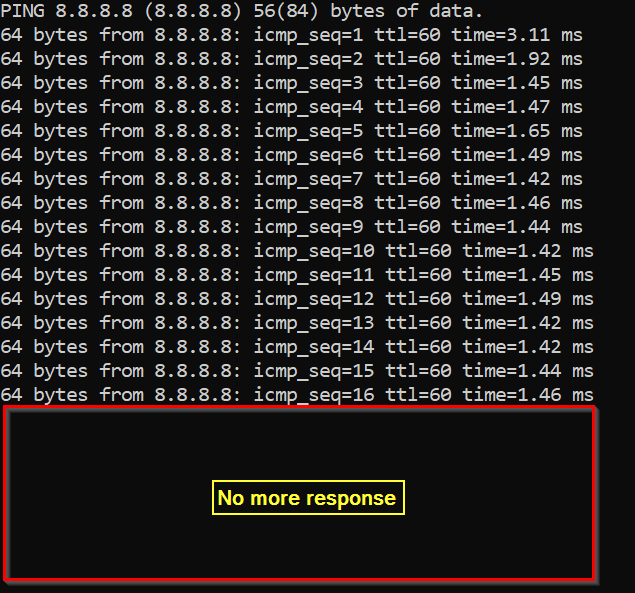 PING 8.8.8.8 (8.8.8.8) 56(84) bytes of data.
64 bytes from 8.8.8.8: icmp_seq=1 ttl=60 time=3.11 ms
64 bytes from 8.8.8.8: icmp_seq=2 ttl=60 time=1.92 ms
64 bytes from 8.8.8.8: icmp_seq=3 ttl=60 time=1.45 ms
64 bytes from 8.8.8.8: icmp_seq=4 ttl=60 time=1.47 ms
64 bytes from 8.8.8.8: icmp_seq=5 ttl=60 time=1.65 ms
64 bytes from 8.8.8.8: icmp_seq=6 ttl=60 time=1.49 ms
64 bytes from 8.8.8.8: icmp_seq=7 ttl=60 time=1.42 ms
64 bytes from 8.8.8.8: icmp_seq=8 ttl=60 time=1.46 ms
64 bytes from 8.8.8.8: icmp_seq=9 ttl=60 time=1.44 ms
64 bytes from 8.8.8.8: icmp_seq=10 ttl=60 time=1.42 ms
64 bytes from 8.8.8.8: icmp_seq=11 ttl=60 time=1.45 ms
64 bytes from 8.8.8.8: icmp_seq=12 ttl=60 time=1.49 ms
64 bytes from 8.8.8.8: icmp_seq=13 ttl=60 time=1.42 ms
64 bytes from 8.8.8.8: icmp_seq=14 ttl=60 time=1.42 ms
64 bytes from 8.8.8.8: icmp_seq=15 ttl=60 time=1.44 ms
64 bytes from 8.8.8.8: icmp_seq=16 ttl=60 time=1.46 ms
No more response